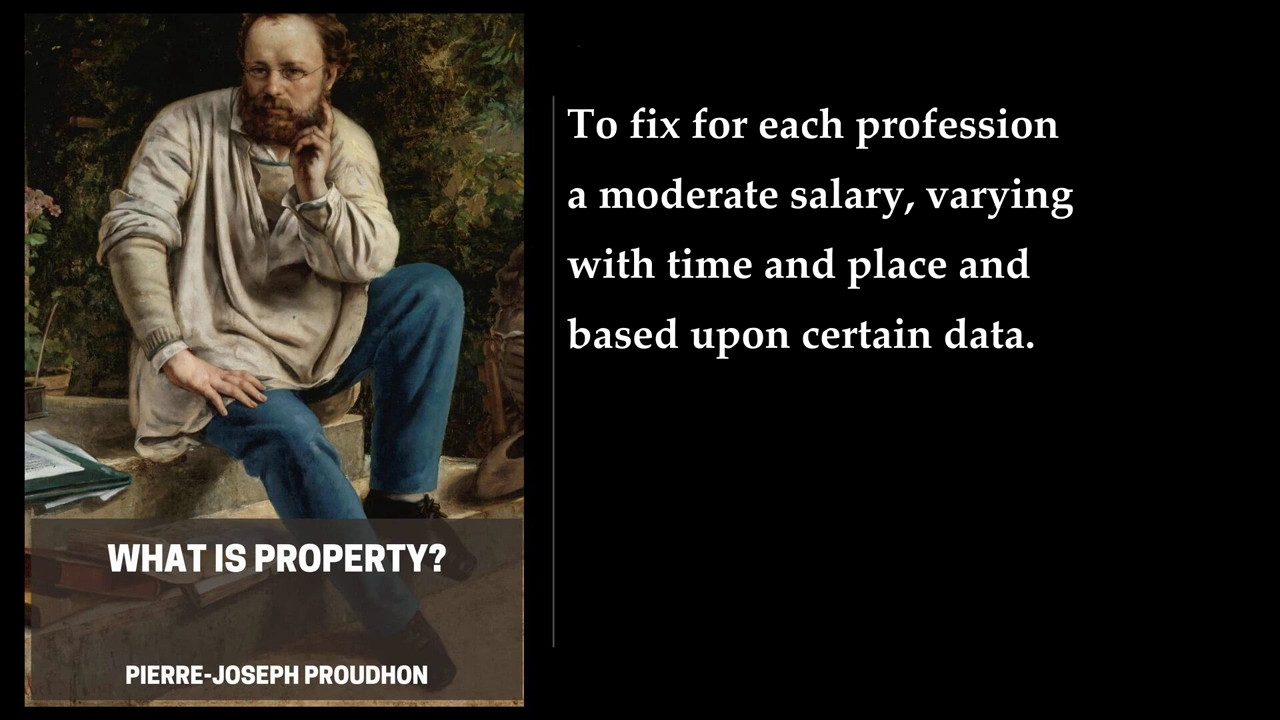 To fix for each profession
a moderate salary, varying
with time and place and
based upon certain data.
WHAT IS PROPERTY?
PIERRE-JOSEPH PROUDHON